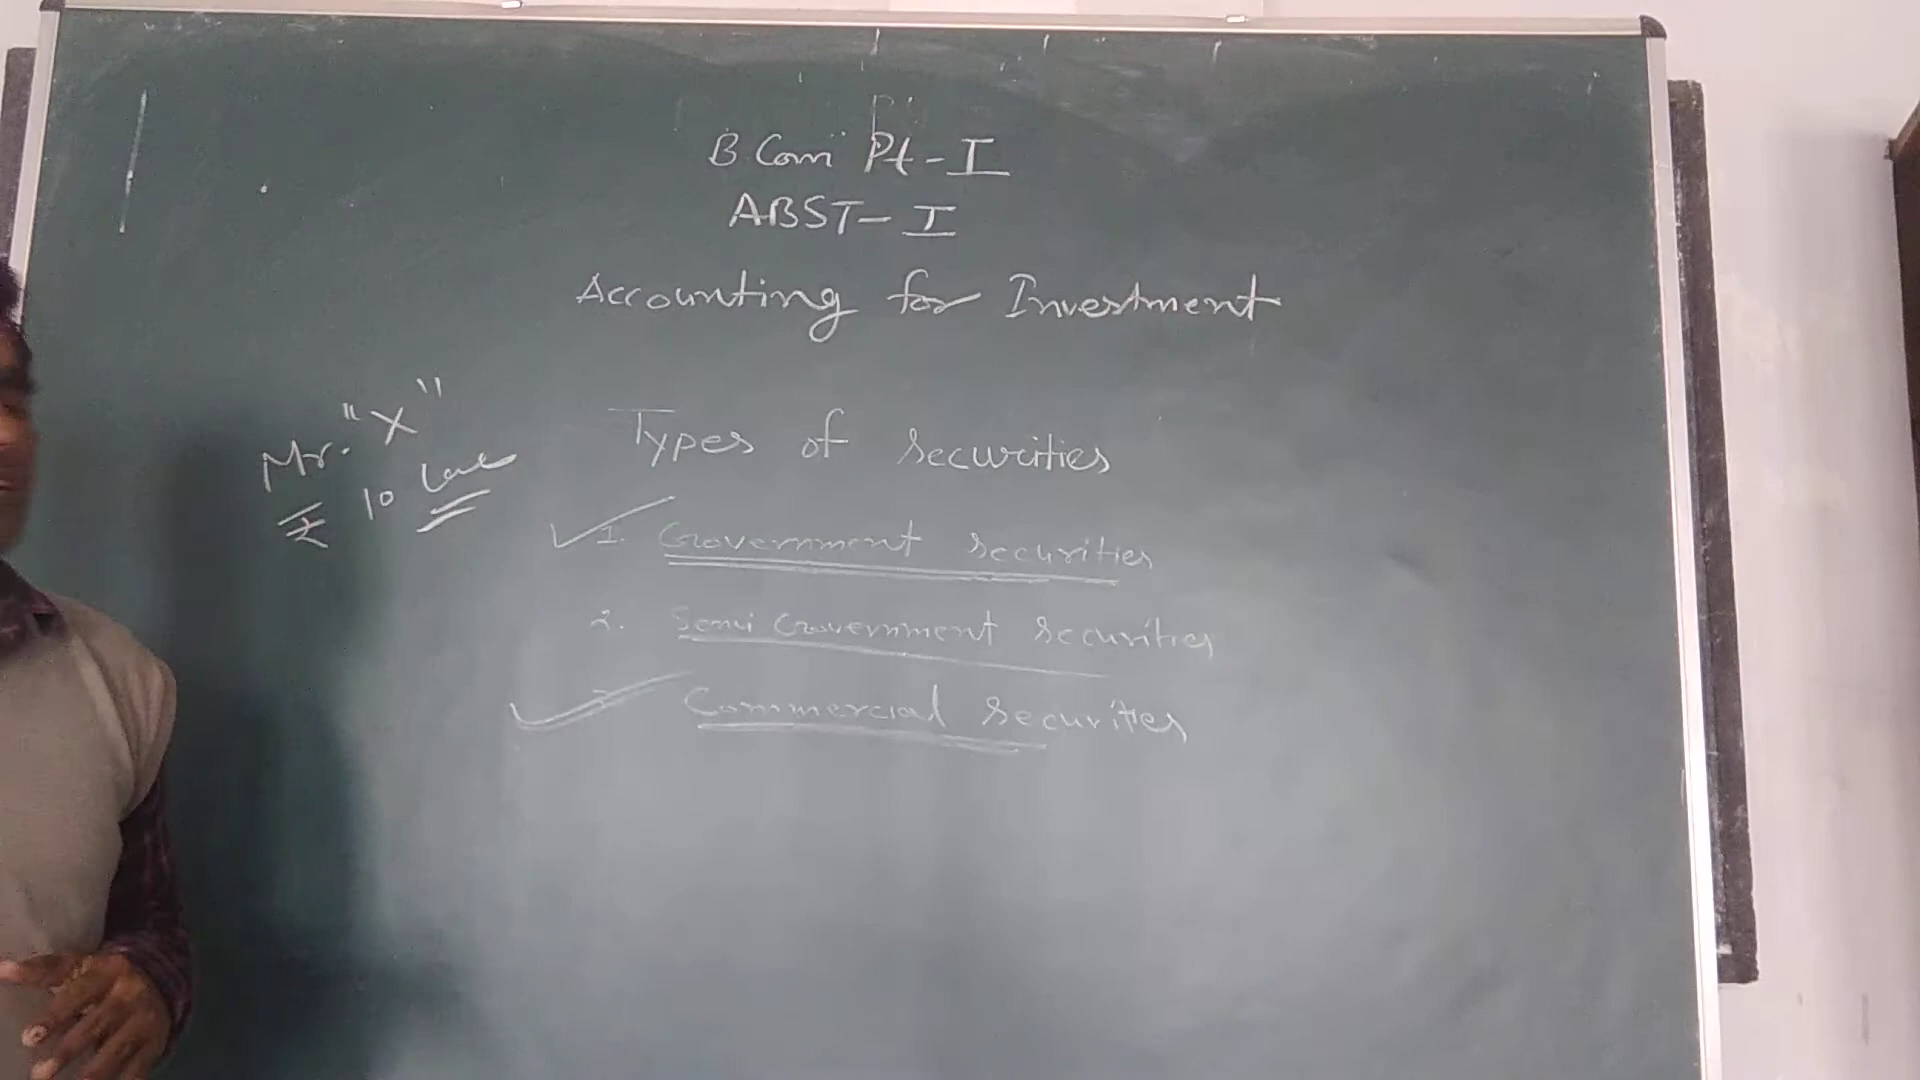 B.Com Pt-I
ABST-I
Accounting for Investment
Mr. "X"
₹ 10 Lac
Types of securities
1. Government securities
2. Semi Government securities
Commercial securities